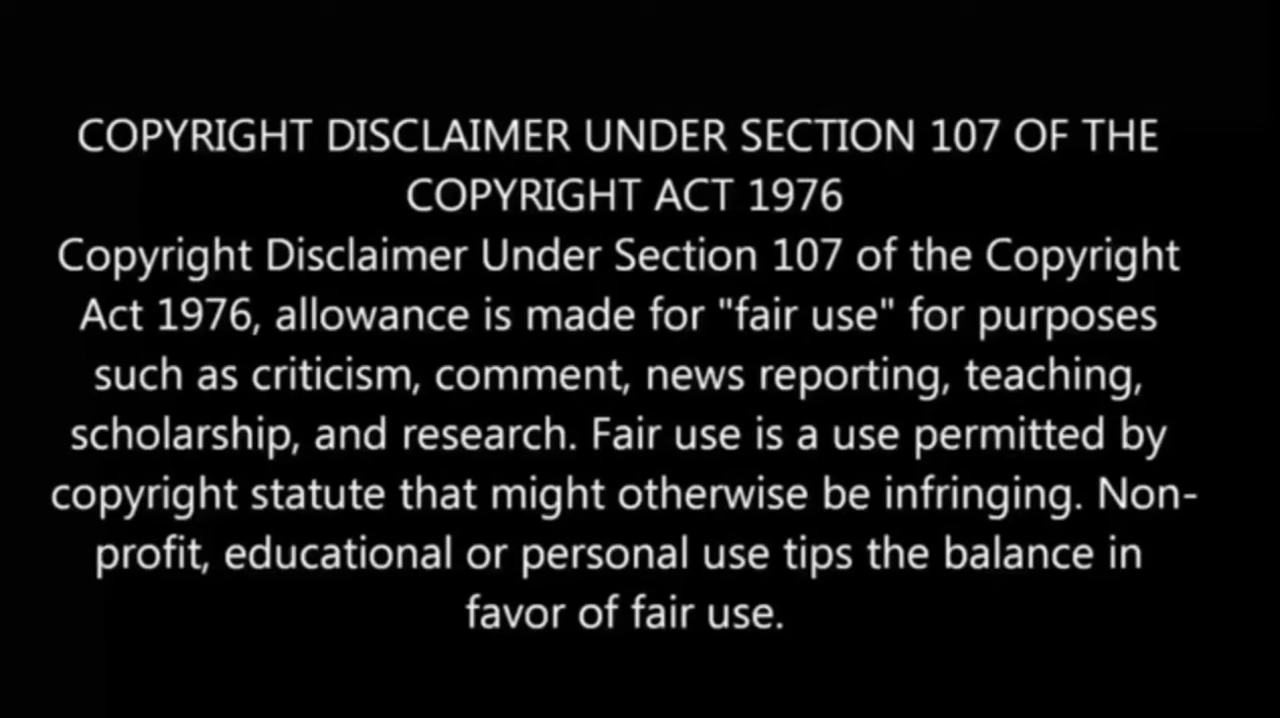 COPYRIGHT DISCLAIMER UNDER SECTION 107 OF THE
COPYRIGHT ACT 1976
Copyright Disclaimer Under Section 107 of the Copyright
Act 1976, allowance is made for "fair use" for purposes
such as criticism, comment, news reporting, teaching,
scholarship, and research. Fair use is a use permitted by
copyright statute that might otherwise be infringing. Non-
profit, educational or personal use tips the balance in
favor of fair use.